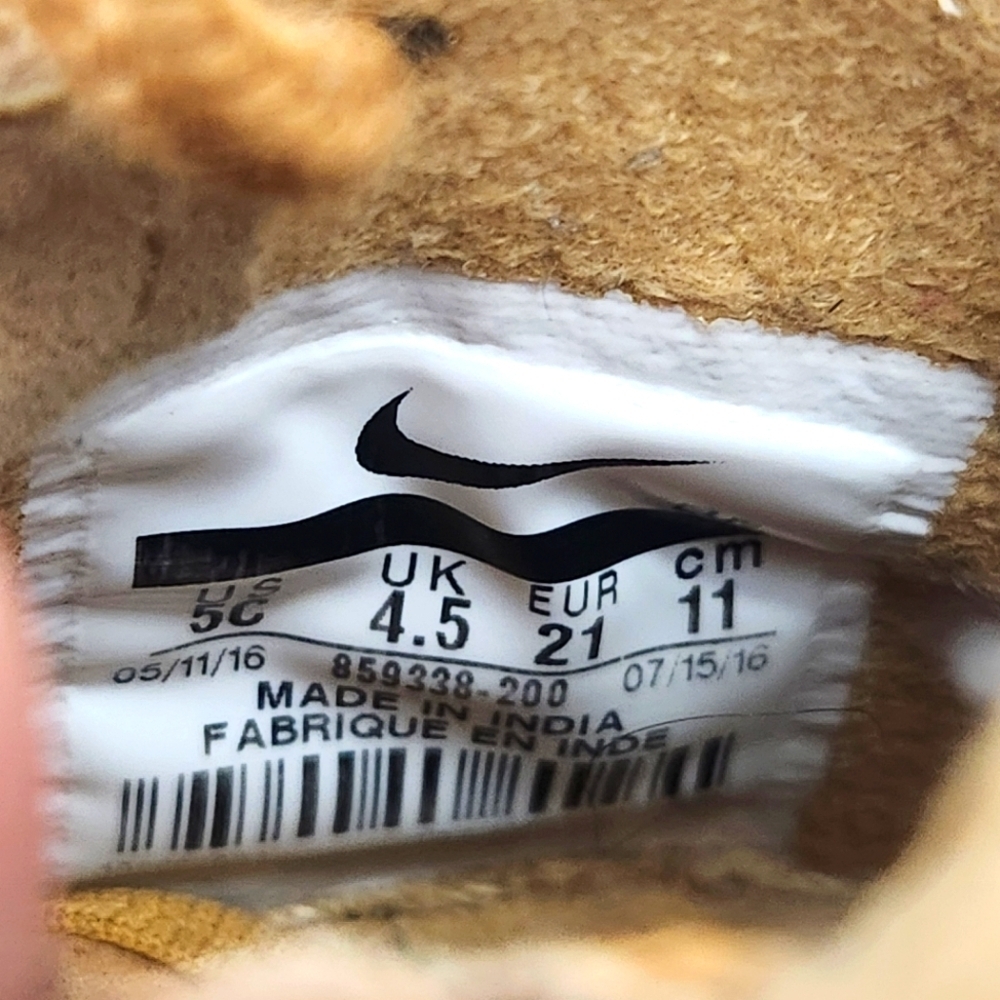 US UK EUR cm
5C 4.5 21 11
05/11/16 859338-200 07/15/16
MADE IN INDIA
FABRIQUE EN INDE